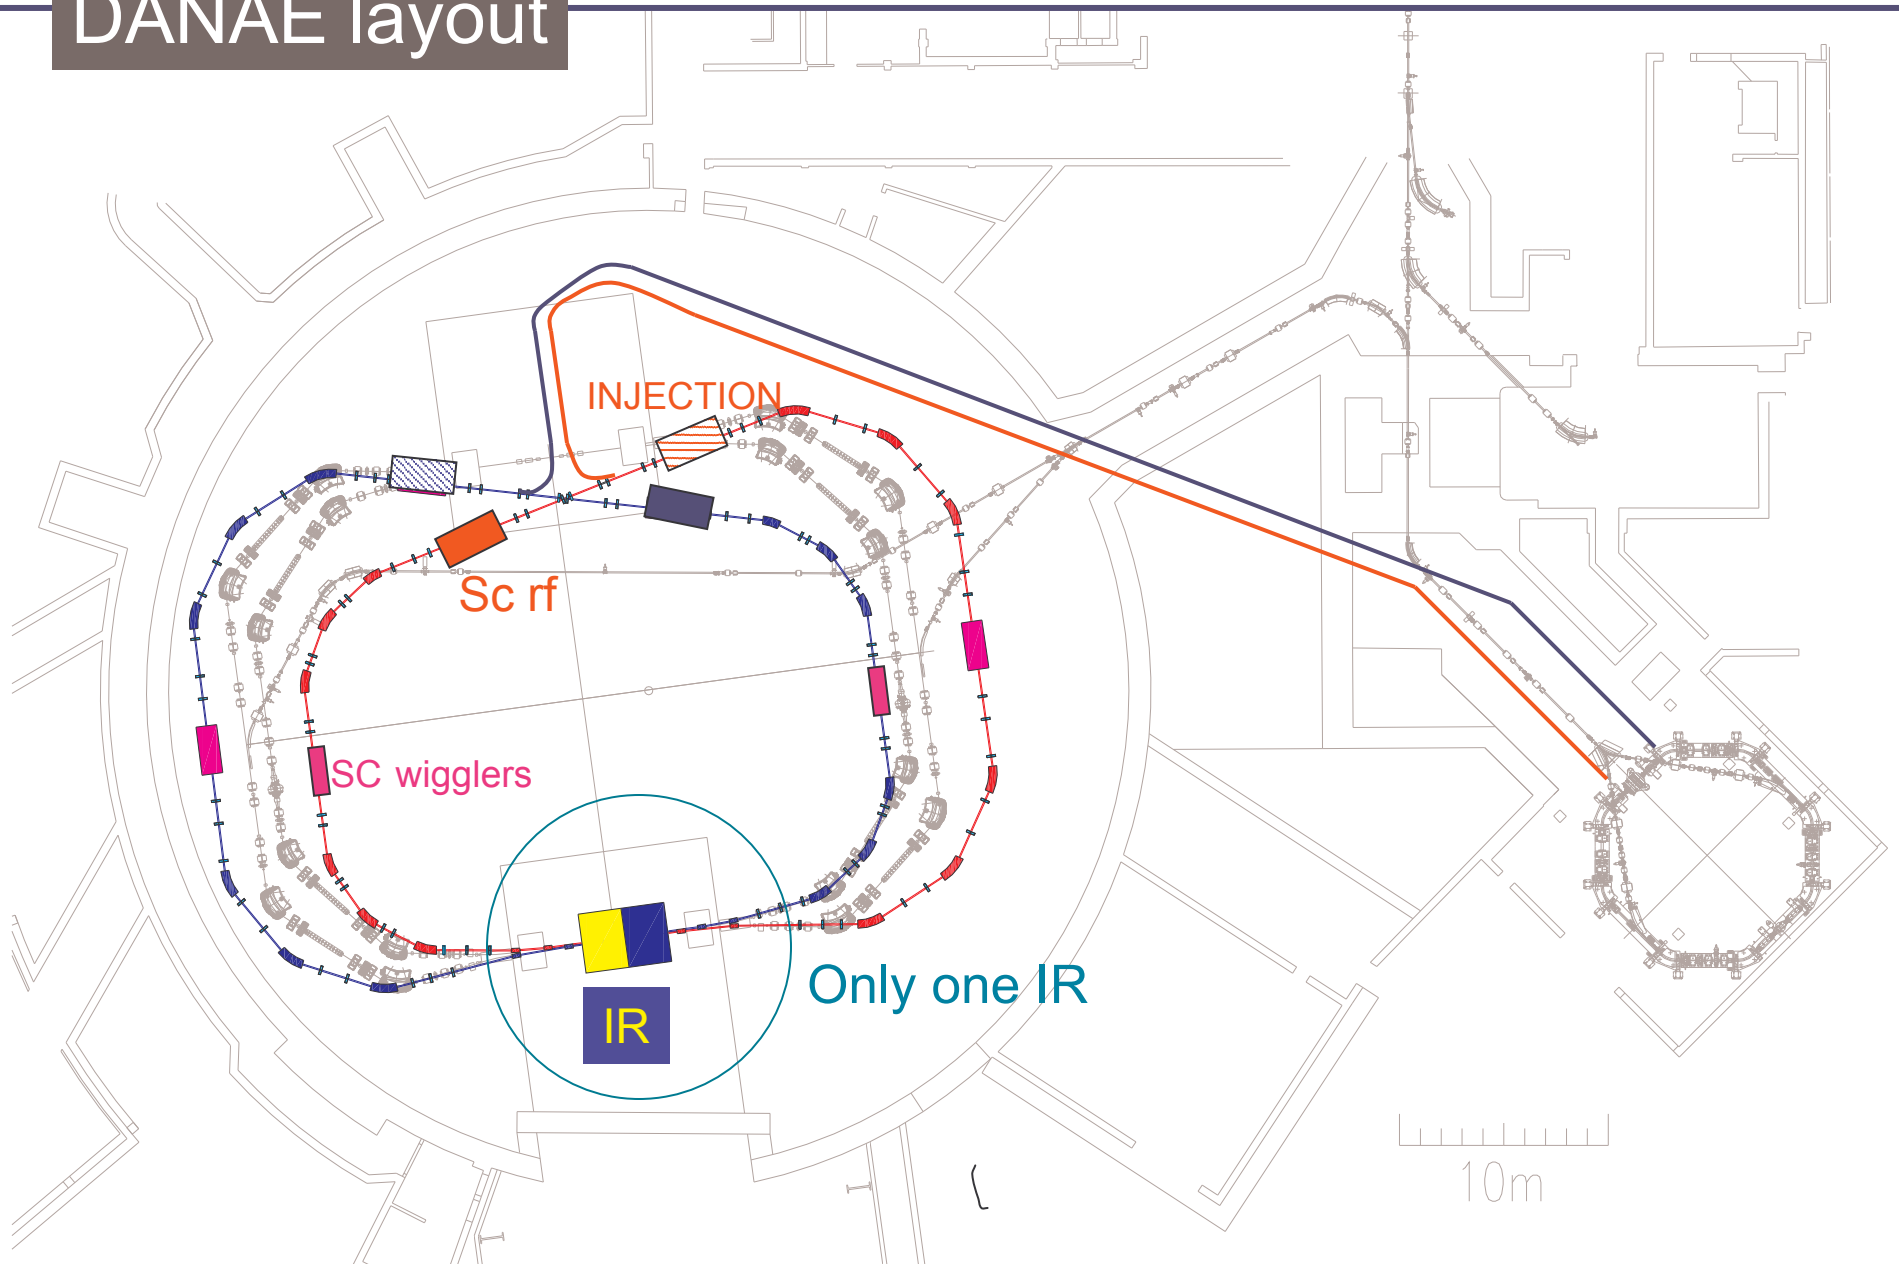 DANAE layout
INJECTION
Sc rf
SC wigglers
Only one IR
IR
10m